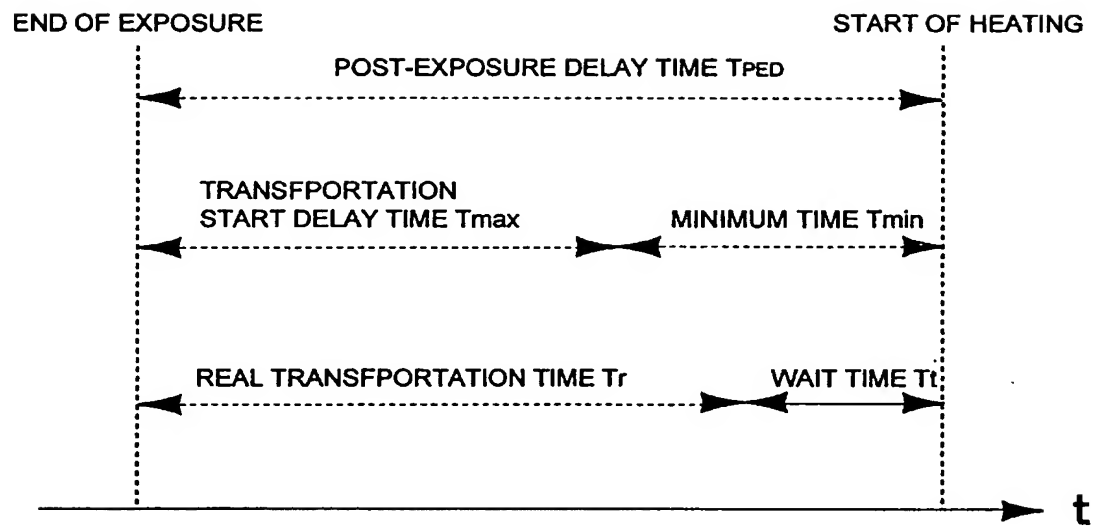 END OF EXPOSURE
START OF HEATING
POST-EXPOSURE DELAY TIME TPED
TRANSFPORTATION
START DELAY TIME Tmax
MINIMUM TIME Tmin
REAL TRANSFPORTATION TIME Tr
WAIT TIME Tt
t